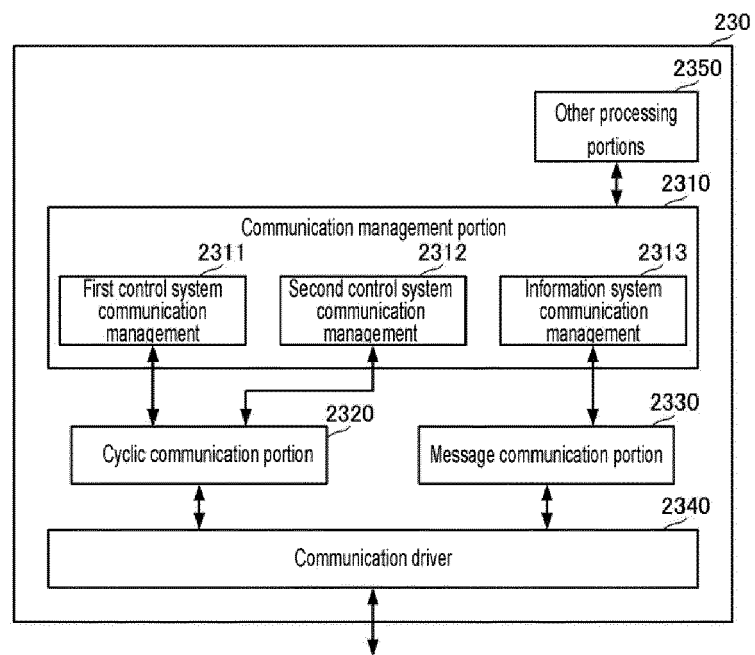 230
2350
Other processing
portions
2310
Communication management portion
2311
2312
2313
First control system
communication
management
Second control system
communication
management
Information system
communication
management
2320
2330
Cyclic communication portion
Message communication portion
2340
Communication driver